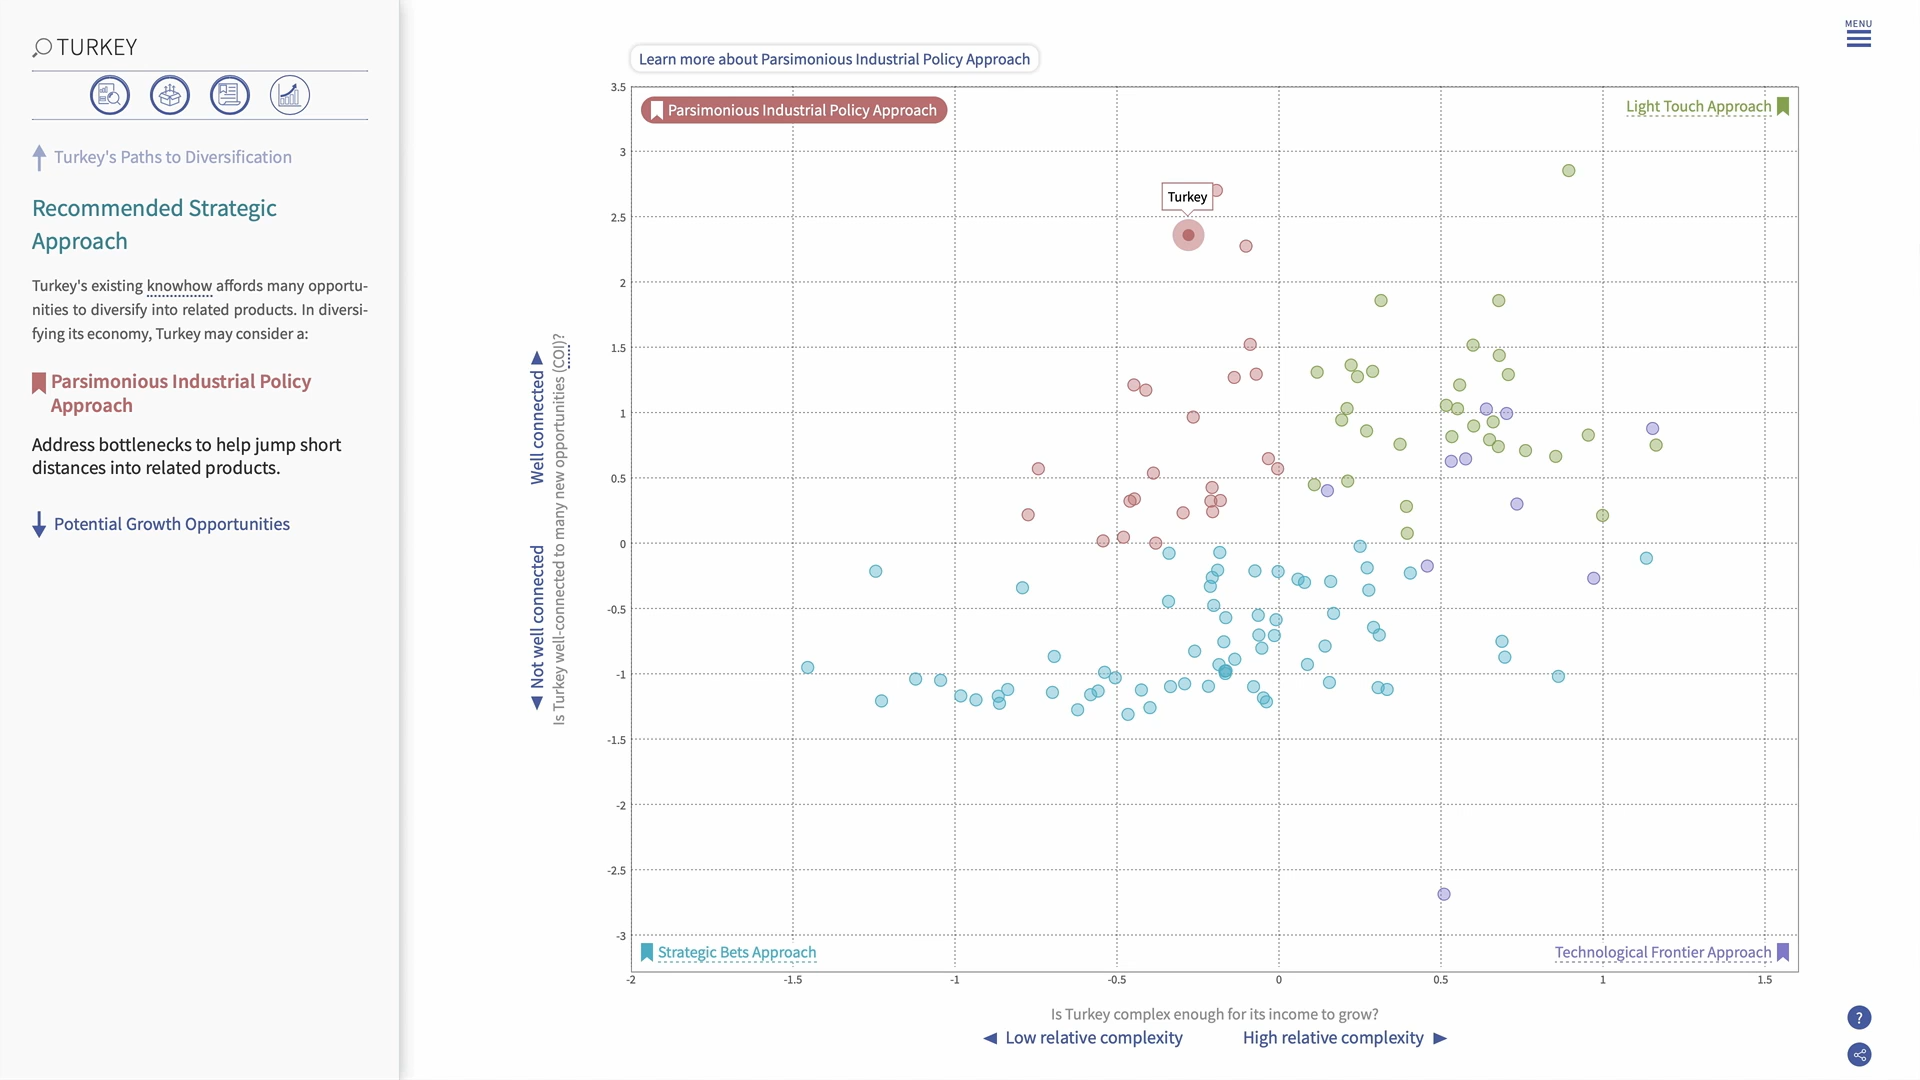 TURKEY
Turkey's Paths to Diversification
Recommended Strategic
Approach
Turkey's existing knowhow affords many opportu-
nities to diversify into related products. In diversi-
fying its economy, Turkey may consider a:
Parsimonious Industrial Policy
Approach
Address bottlenecks to help jump short
distances into related products.
Potential Growth Opportunities
MENU
Learn more about Parsimonious Industrial Policy Approach
Parsimonious Industrial Policy Approach
Light Touch Approach
Turkey
Not well connected
Well connected
Is Turkey well-connected to many new opportunities (COI)?
3.5
3
2.5
2
1.5
1
0.5
0
-0.5
-1
-1.5
-2
-2.5
-3
Strategic Bets Approach
Technological Frontier Approach
-2
-1.5
-1
-0.5
0
0.5
1
1.5
Is Turkey complex enough for its income to grow?
Low relative complexity
High relative complexity
?